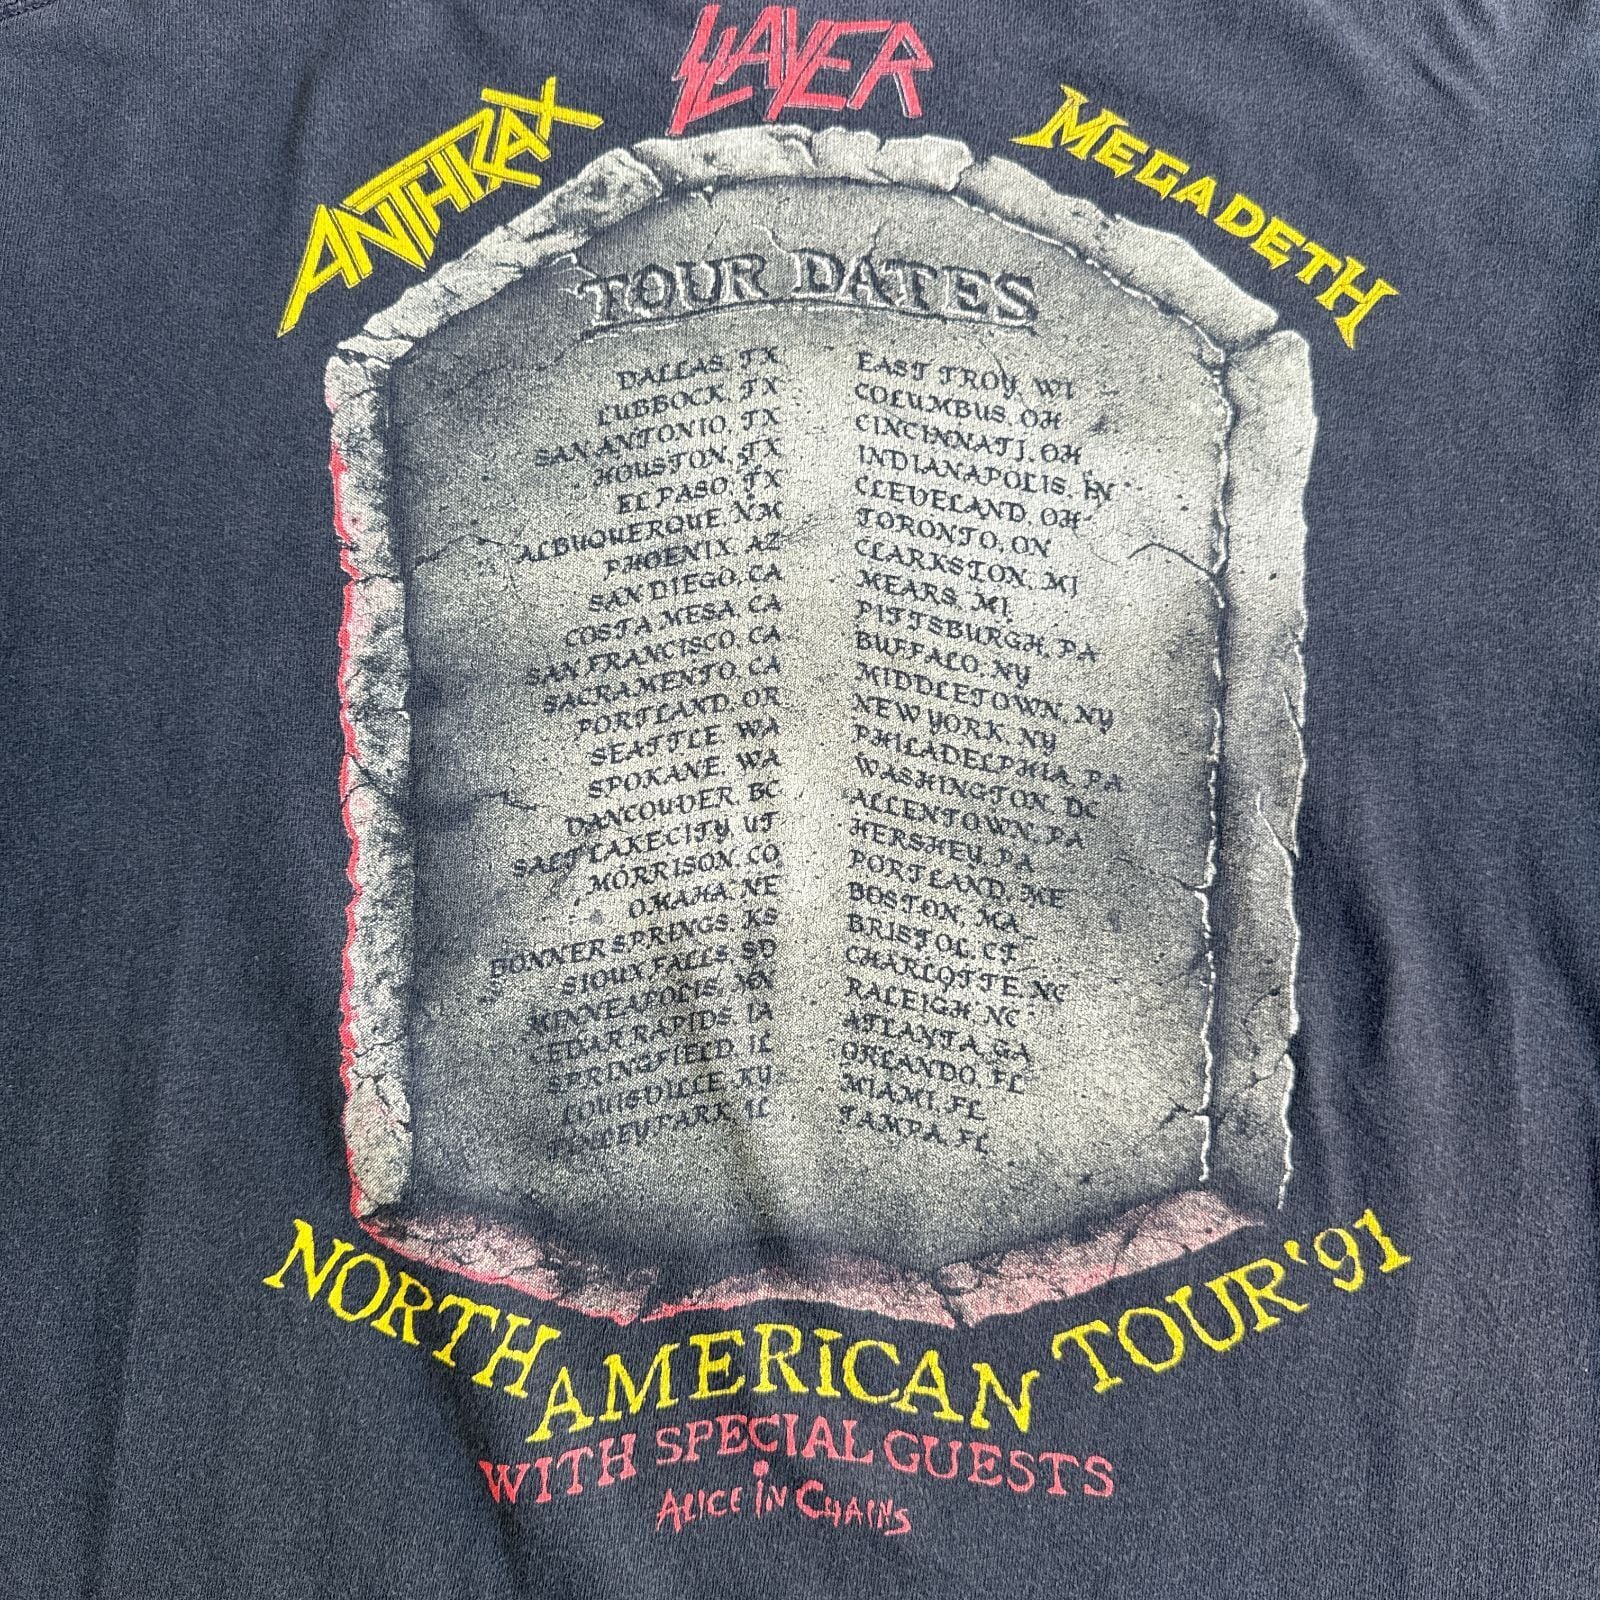 SLAYER
ANTHRAX
MEGADETH
TOUR DATES
DALLAS, TX
LUBBOCK, TX
SAN ANTONIO, TX
HOUSTON, TX
EL PASO, TX
ALBUQUERQUE, NM
PHOENIX, AZ
SAN DIEGO, CA
COSTA MESA, CA
SAN FRANCISCO, CA
SACRAMENTO, CA
PORTLAND, OR
SEATTLE, WA
SPOKANE, WA
VANCOUVER, BC
SALT LAKE CITY, UT
MORRISON, CO
OMAHA, NE
BONNER SPRINGS, KS
SIOUX FALLS, SD
MINNEAPOLIS, MN
CEDAR RAPIDS, IA
SPRINGFIELD, IL
LOUISVILLE, KY
TINLEY PARK, IL
EAST TROY, WI
COLUMBUS, OH
CINCINNATI, OH
INDIANAPOLIS, IN
CLEVELAND, OH
TORONTO, ON
CLARKSTON, MI
MEARS, MI
PITTSBURGH, PA
BUFFALO, NY
MIDDLETOWN, NY
NEW YORK, NY
PHILADELPHIA, PA
WASHINGTON, DC
ALLENTOWN, PA
HERSHEY, PA
PORTLAND, ME
BOSTON, MA
BRISTOL, CT
CHARLOTTE, NC
RALEIGH, NC
ATLANTA, GA
ORLANDO, FL
MIAMI, FL
TAMPA, FL
NORTH AMERICAN TOUR '91
WITH SPECIAL GUESTS
ALICE IN CHAINS